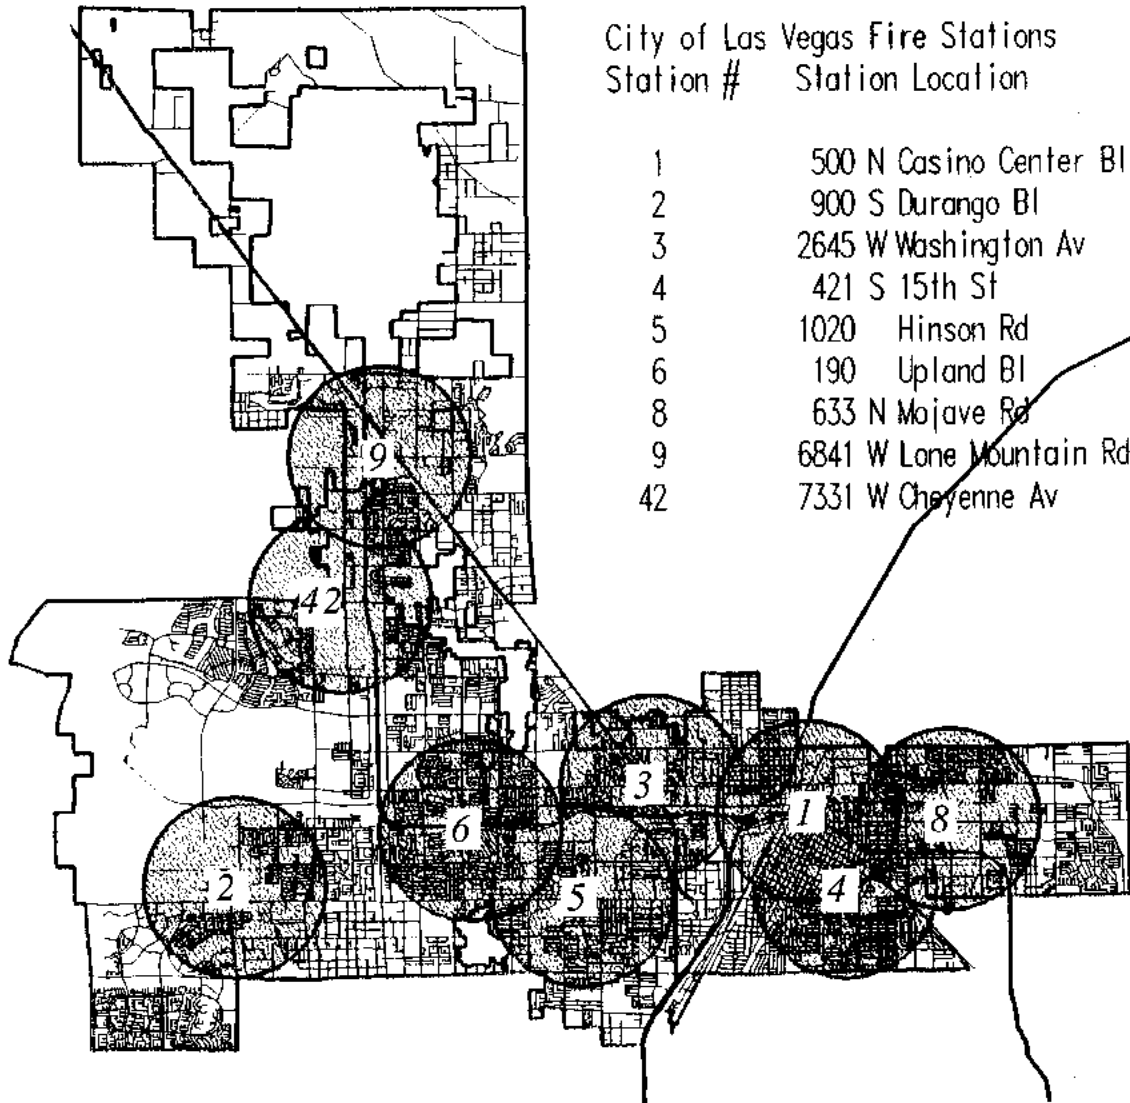 City of Las Vegas Fire Stations
Station # Station Location
1 500 N Casino Center Bl
2 900 S Durango Bl
3 2645 W Washington Av
4 421 S 15th St
5 1020 Hinson Rd
6 190 Upland Bl
8 633 N Mojave Rd
9 6841 W Lone Mountain Rd
42 7331 W Cheyenne Av
9
42
3
1
8
6
2
5
4